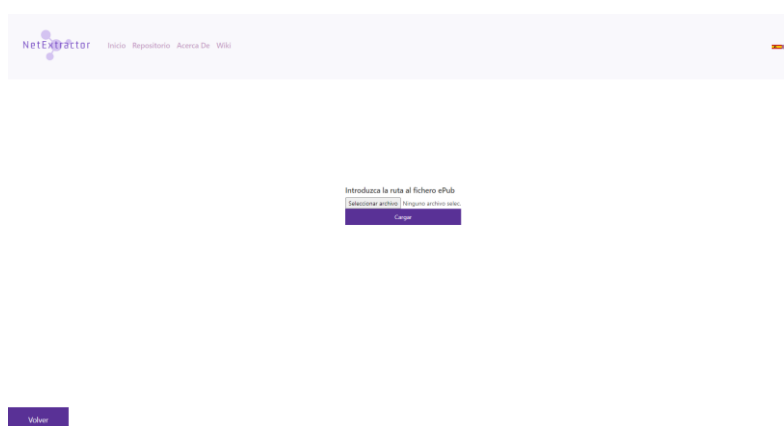 NetExtractor Inicio Repositorio Acerca De Wiki
Introduzca la ruta al fichero ePub
Seleccionar archivo Ninguno archivo selec.
Cargar
Volver